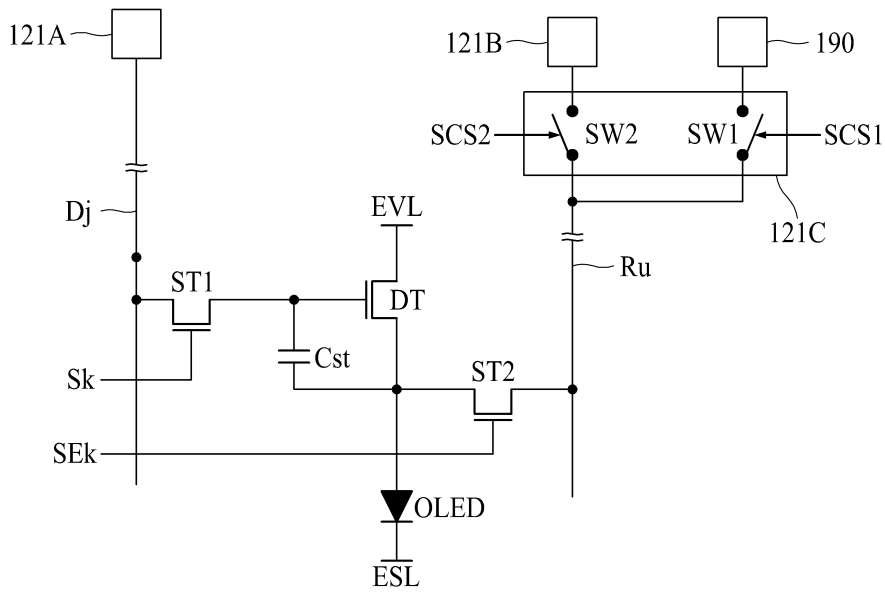 121A
121B
190
SCS2
SW2
SW1
SCS1
Dj
EVL
121C
Ru
ST1
DT
Cst
ST2
Sk
SEk
OLED
ESL